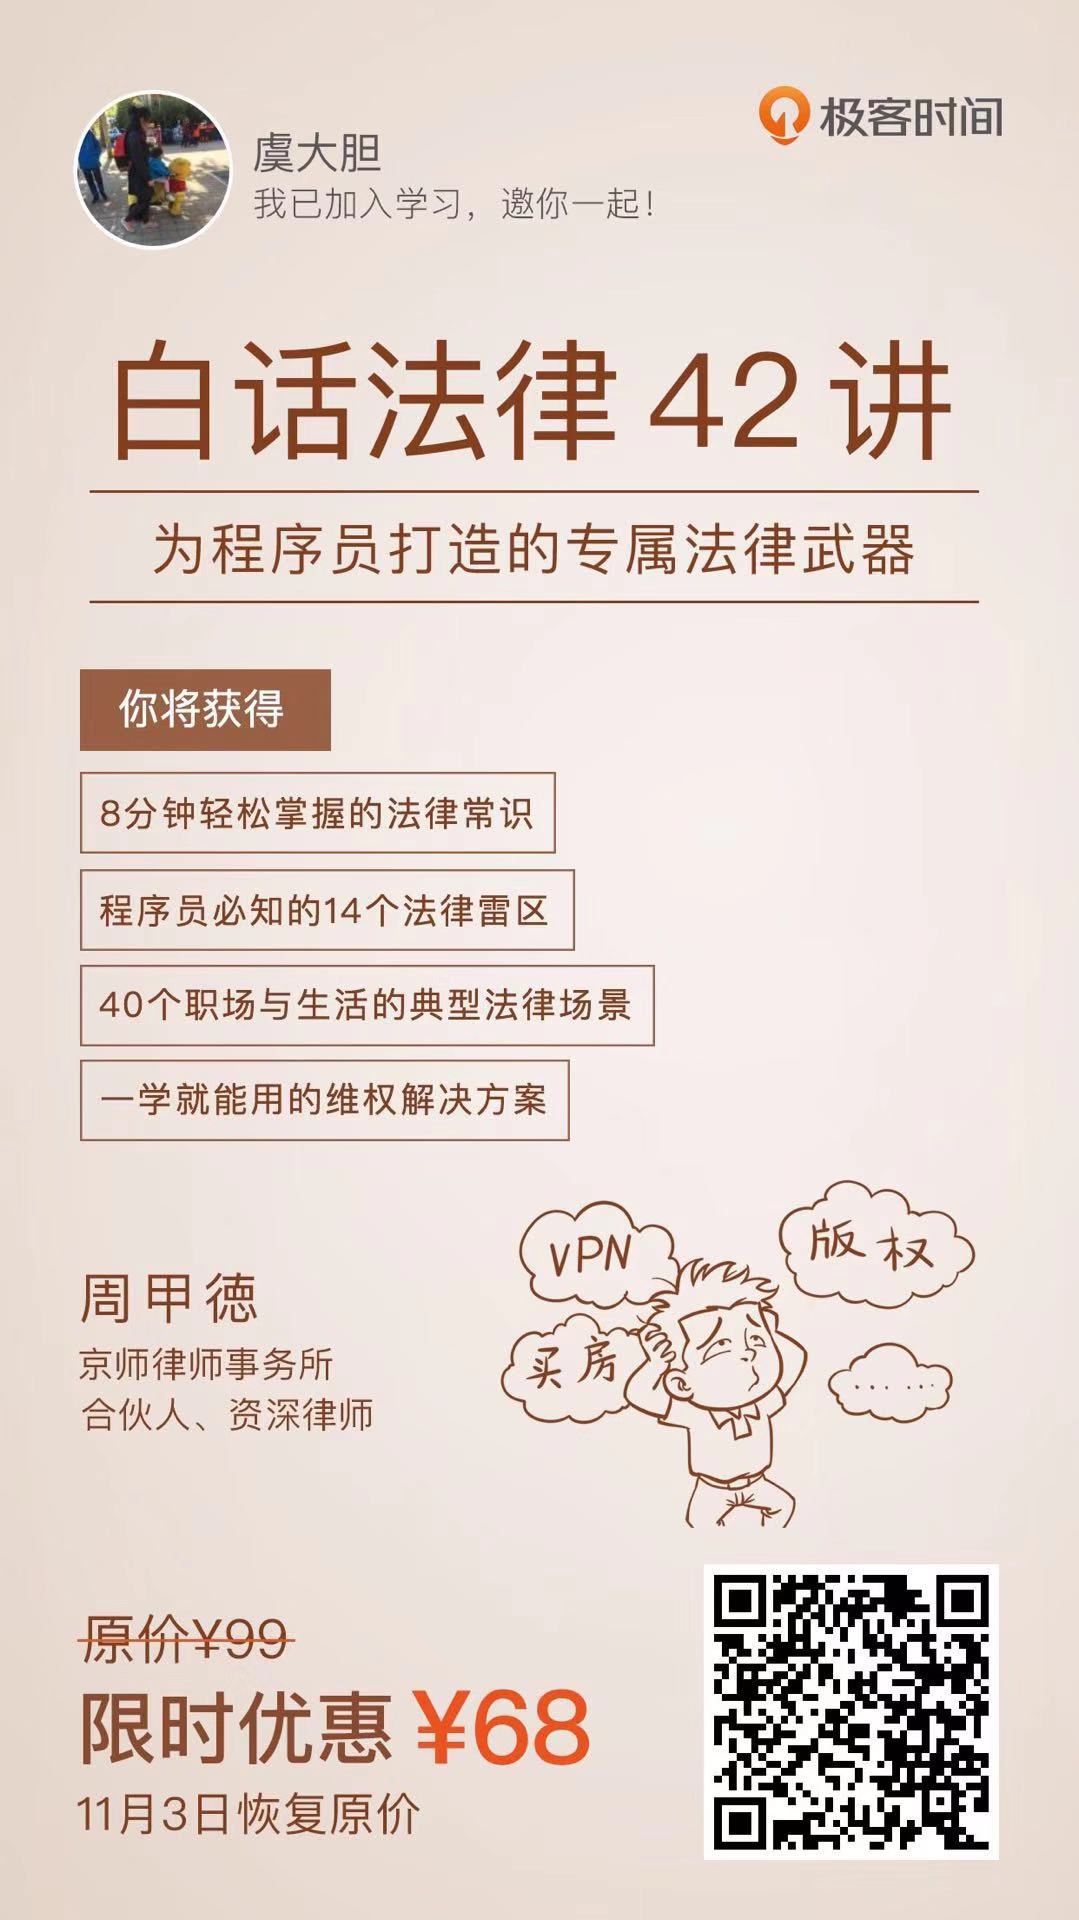 极客时间
虞大胆
我已加入学习，邀你一起！
白话法律 42 讲
为程序员打造的专属法律武器
你将获得
8分钟轻松掌握的法律常识
程序员必知的14个法律雷区
40个职场与生活的典型法律场景
一学就能用的维权解决方案
VPN
版权
买房
... ...
周甲德
京师律师事务所
合伙人、资深律师
原价¥99
限时优惠 ¥68
11月3日恢复原价